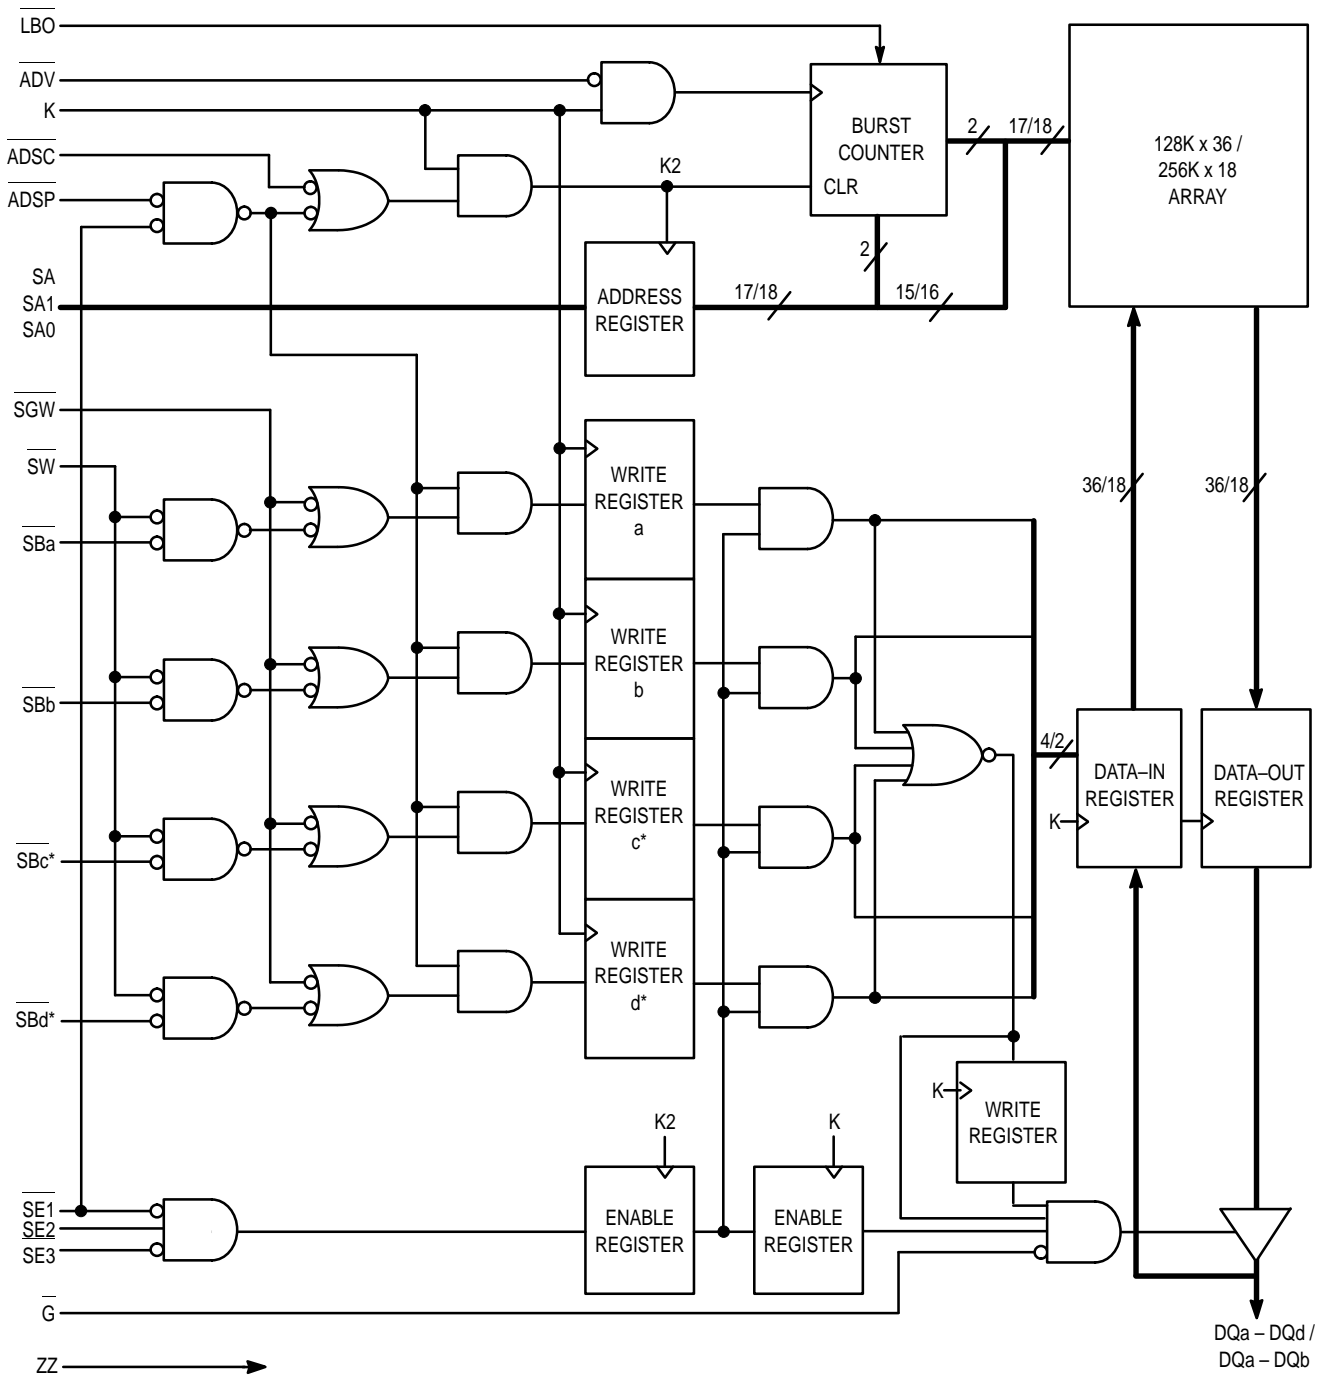 LBO
ADV
K
ADSC
ADSP
K2
BURST
COUNTER
CLR
2
17/18
128K x 36 /
256K x 18
ARRAY
2
SA
SA1
SA0
ADDRESS
REGISTER
17/18
15/16
SGW
SW
SBa
WRITE
REGISTER
a
36/18
36/18
SBb
WRITE
REGISTER
b
4/2
DATA–IN
REGISTER
K
DATA–OUT
REGISTER
SBc*
WRITE
REGISTER
c*
SBd*
WRITE
REGISTER
d*
K
WRITE
REGISTER
K2
K
SE1
SE2
SE3
ENABLE
REGISTER
ENABLE
REGISTER
G
ZZ
DQa – DQd /
DQa – DQb